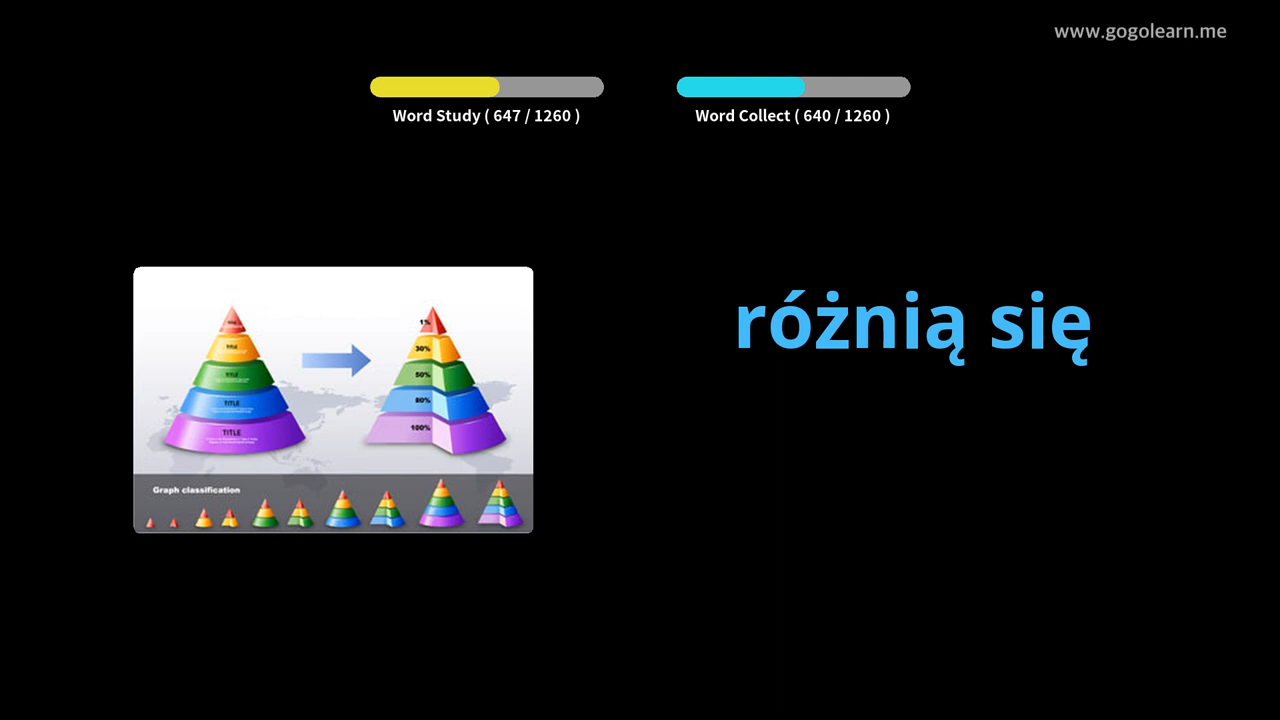 www.gogolearn.me
Word Study ( 647 / 1260 )
Word Collect ( 640 / 1260 )
różnią się
1%
TITLE
30%
TITLE
50%
TITLE
80%
TITLE
100%
Graph classification